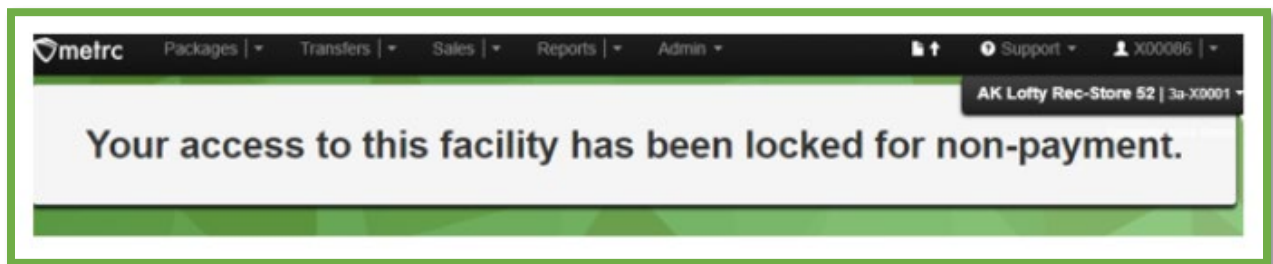 metrc Packages | Transfers | Sales | Reports | Admin Support X00086 |
AK Lofty Rec-Store 52 | 3a-X0001
Your access to this facility has been locked for non-payment.